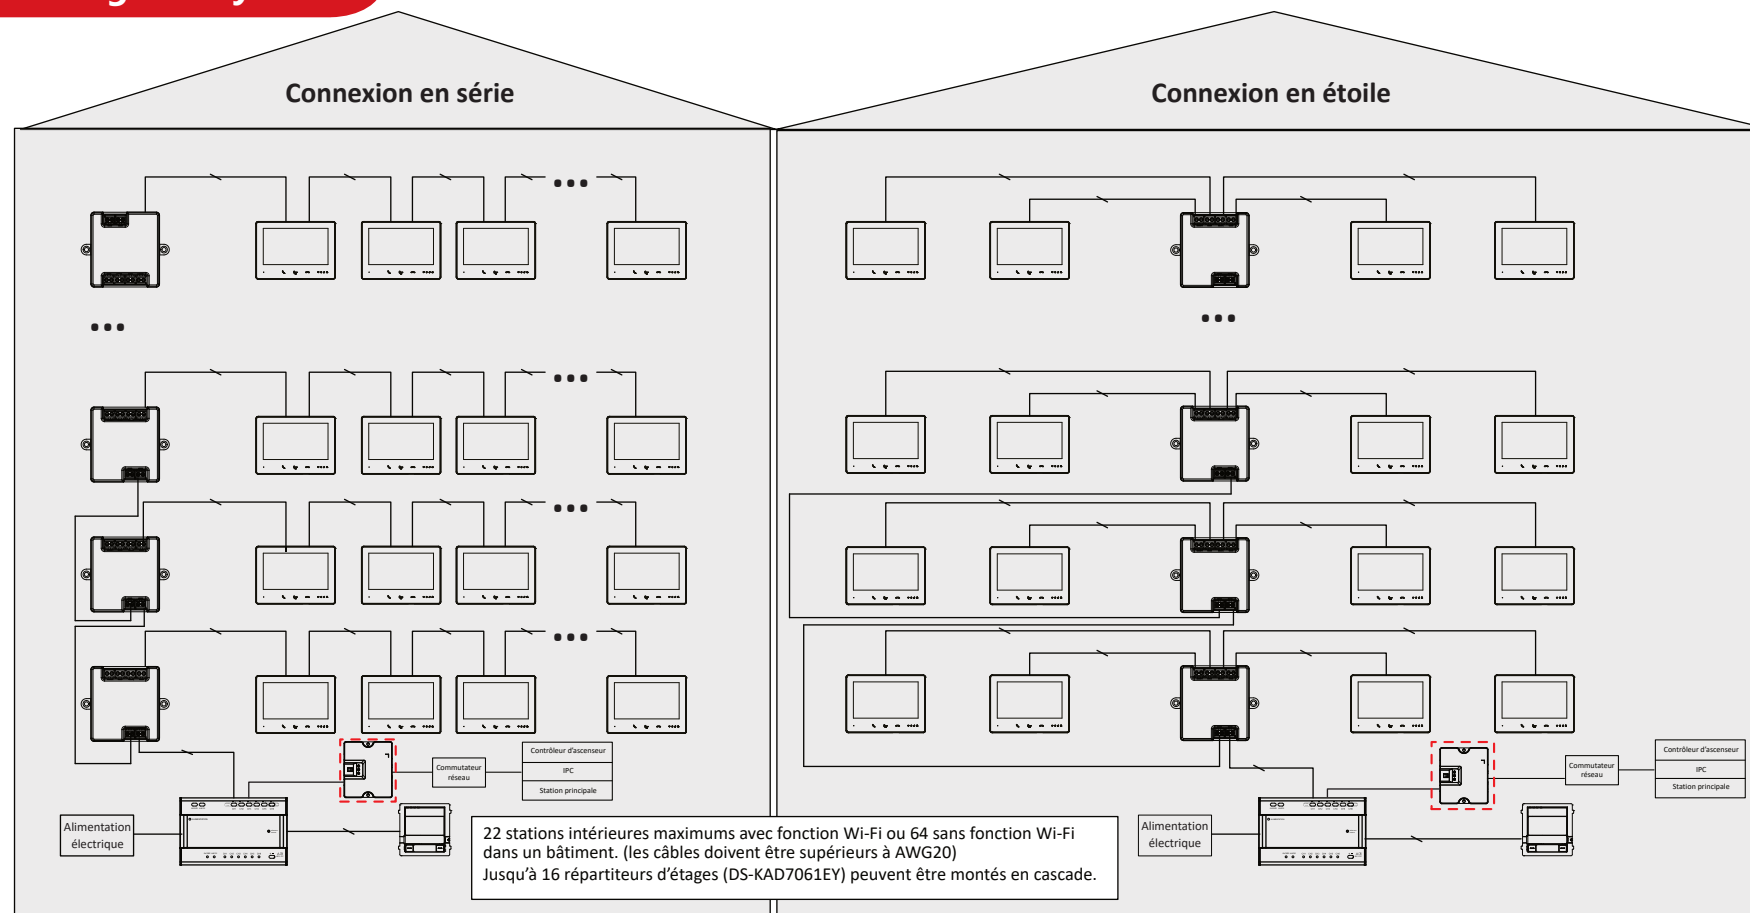 Connexion en série
Connexion en étoile
Contrôleur d'ascenseur
IPC
Station principale
Commutateur
réseau
Alimentation
électrique
22 stations intérieures maximums avec fonction Wi-Fi ou 64 sans fonction Wi-Fi
dans un bâtiment. (les câbles doivent être supérieurs à AWG20)
Jusqu'à 16 répartiteurs d'étages (DS-KAD7061EY) peuvent être montés en cascade.
Contrôleur d'ascenseur
IPC
Station principale
Commutateur
réseau
Alimentation
électrique